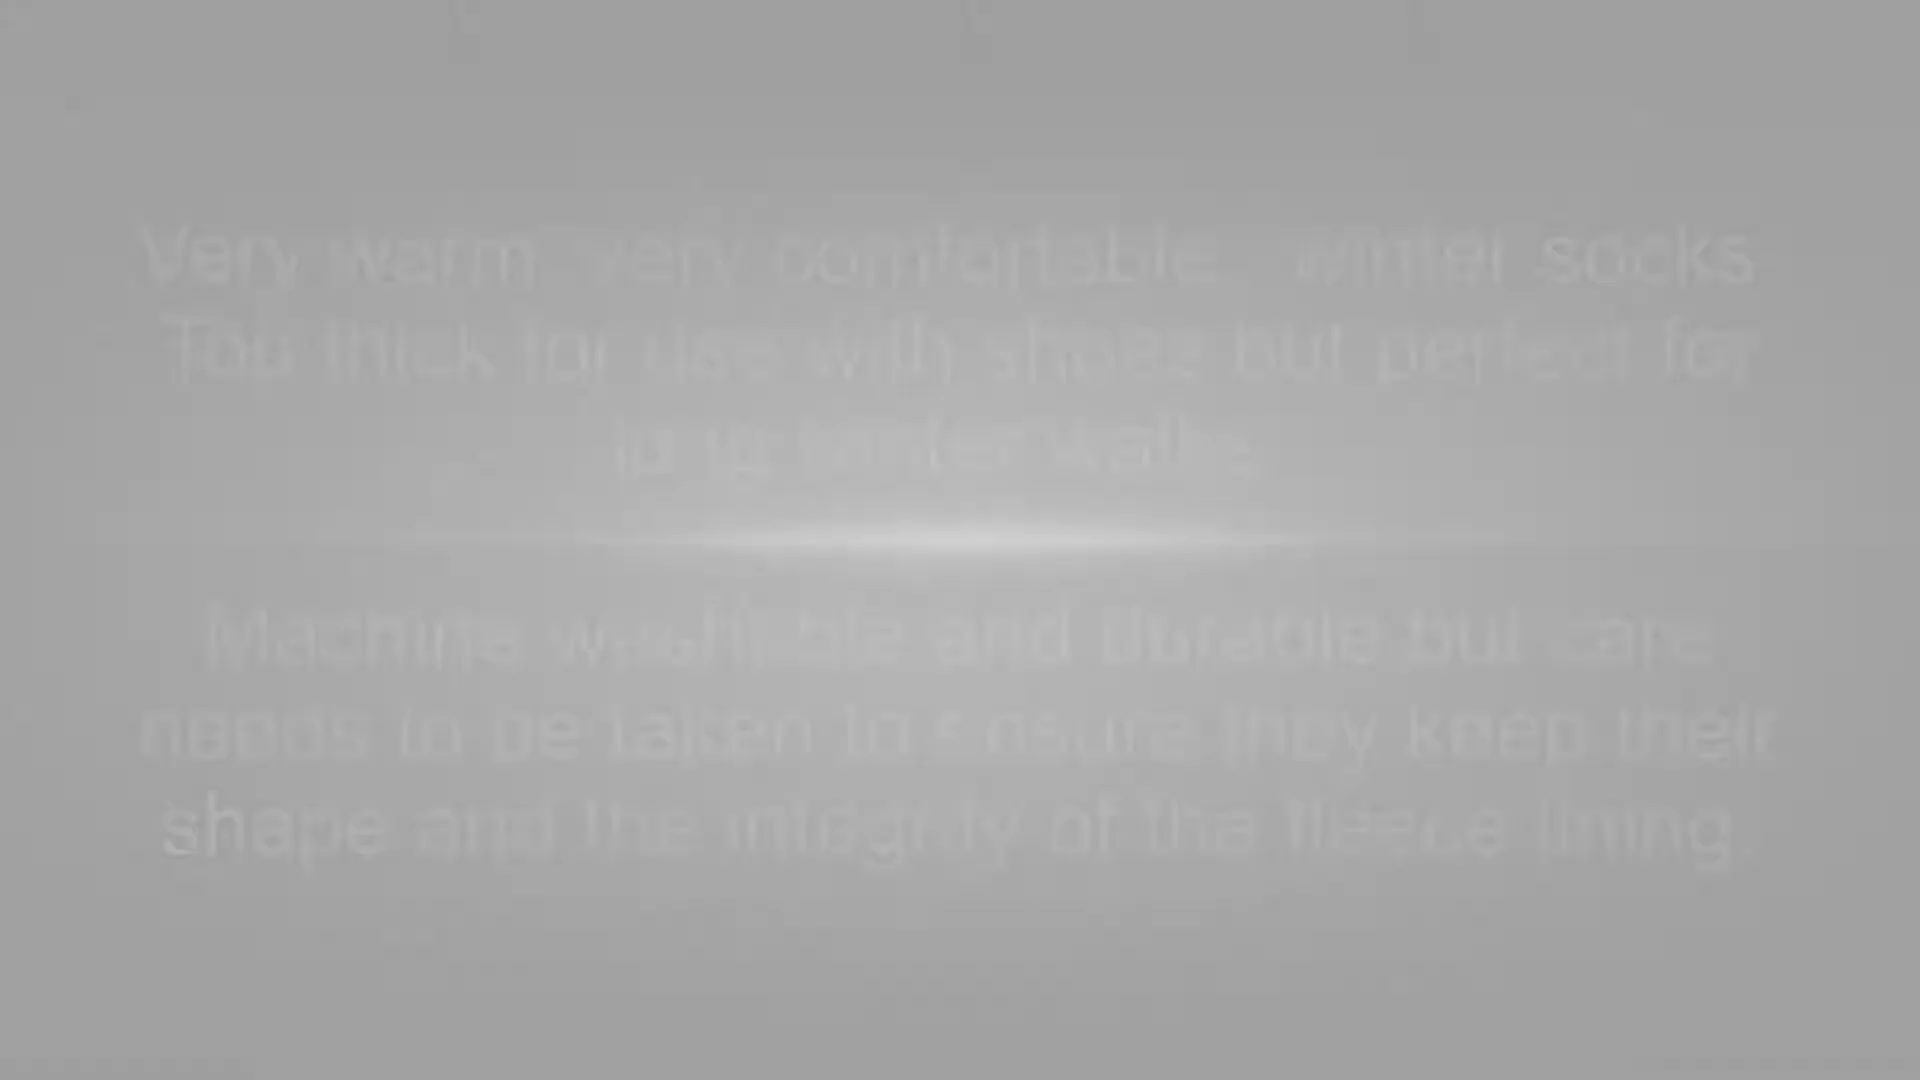 Very warm very comfortable winter socks
Too thick for use with shoes but perfect for
long winter walks
Machine washable and Durable but care
needs to be taken to ensure they keep their
shape and the integrity of the fleece lining.